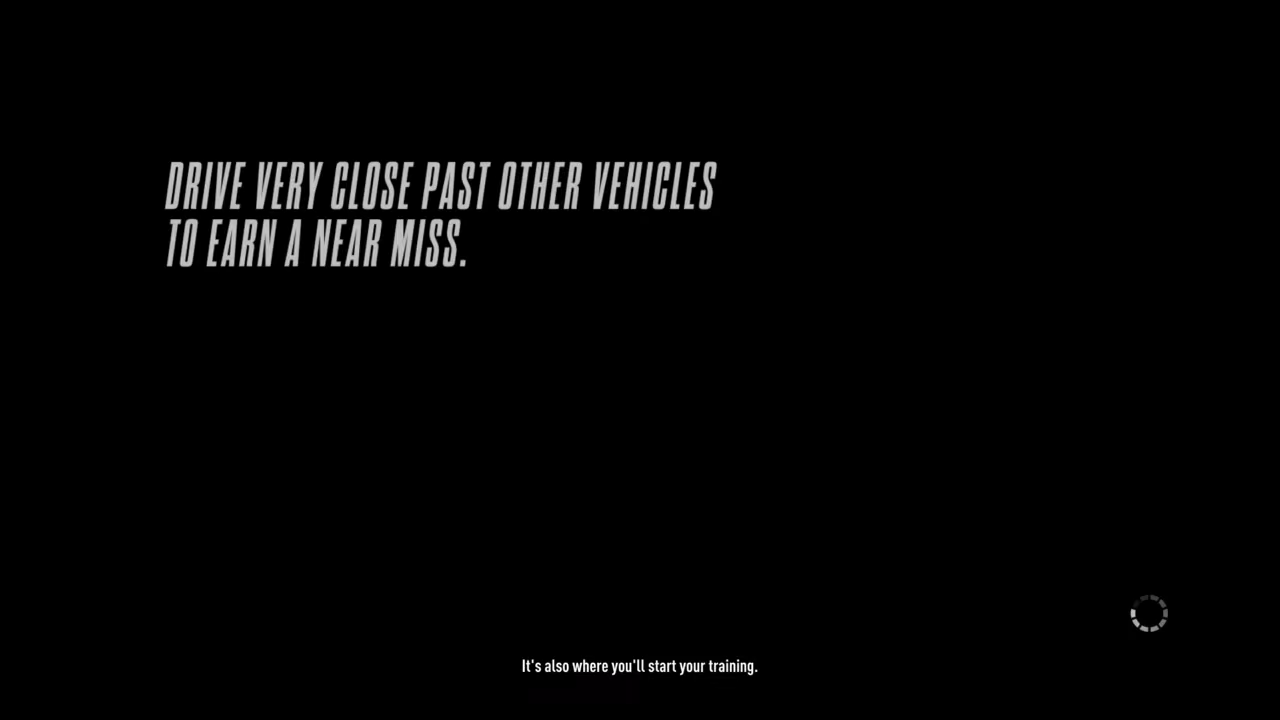 DRIVE VERY CLOSE PAST OTHER VEHICLES
TO EARN A NEAR MISS.
It's also where you'll start your training.